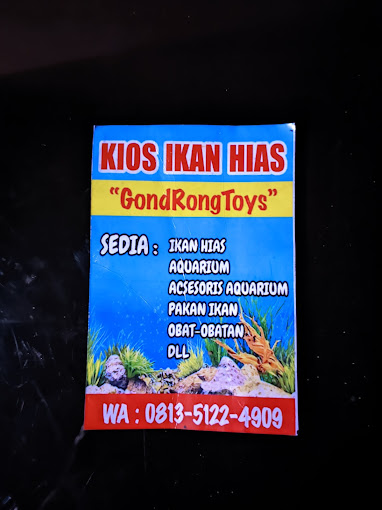 KIOS IKAN HIAS
"GondRongToys"
SEDIA : IKAN HIAS
AQUARIUM
ACSESORIS AQUARIUM
PAKAN IKAN
OBAT-OBATAN
DLL
WA : 0813-5122-4909